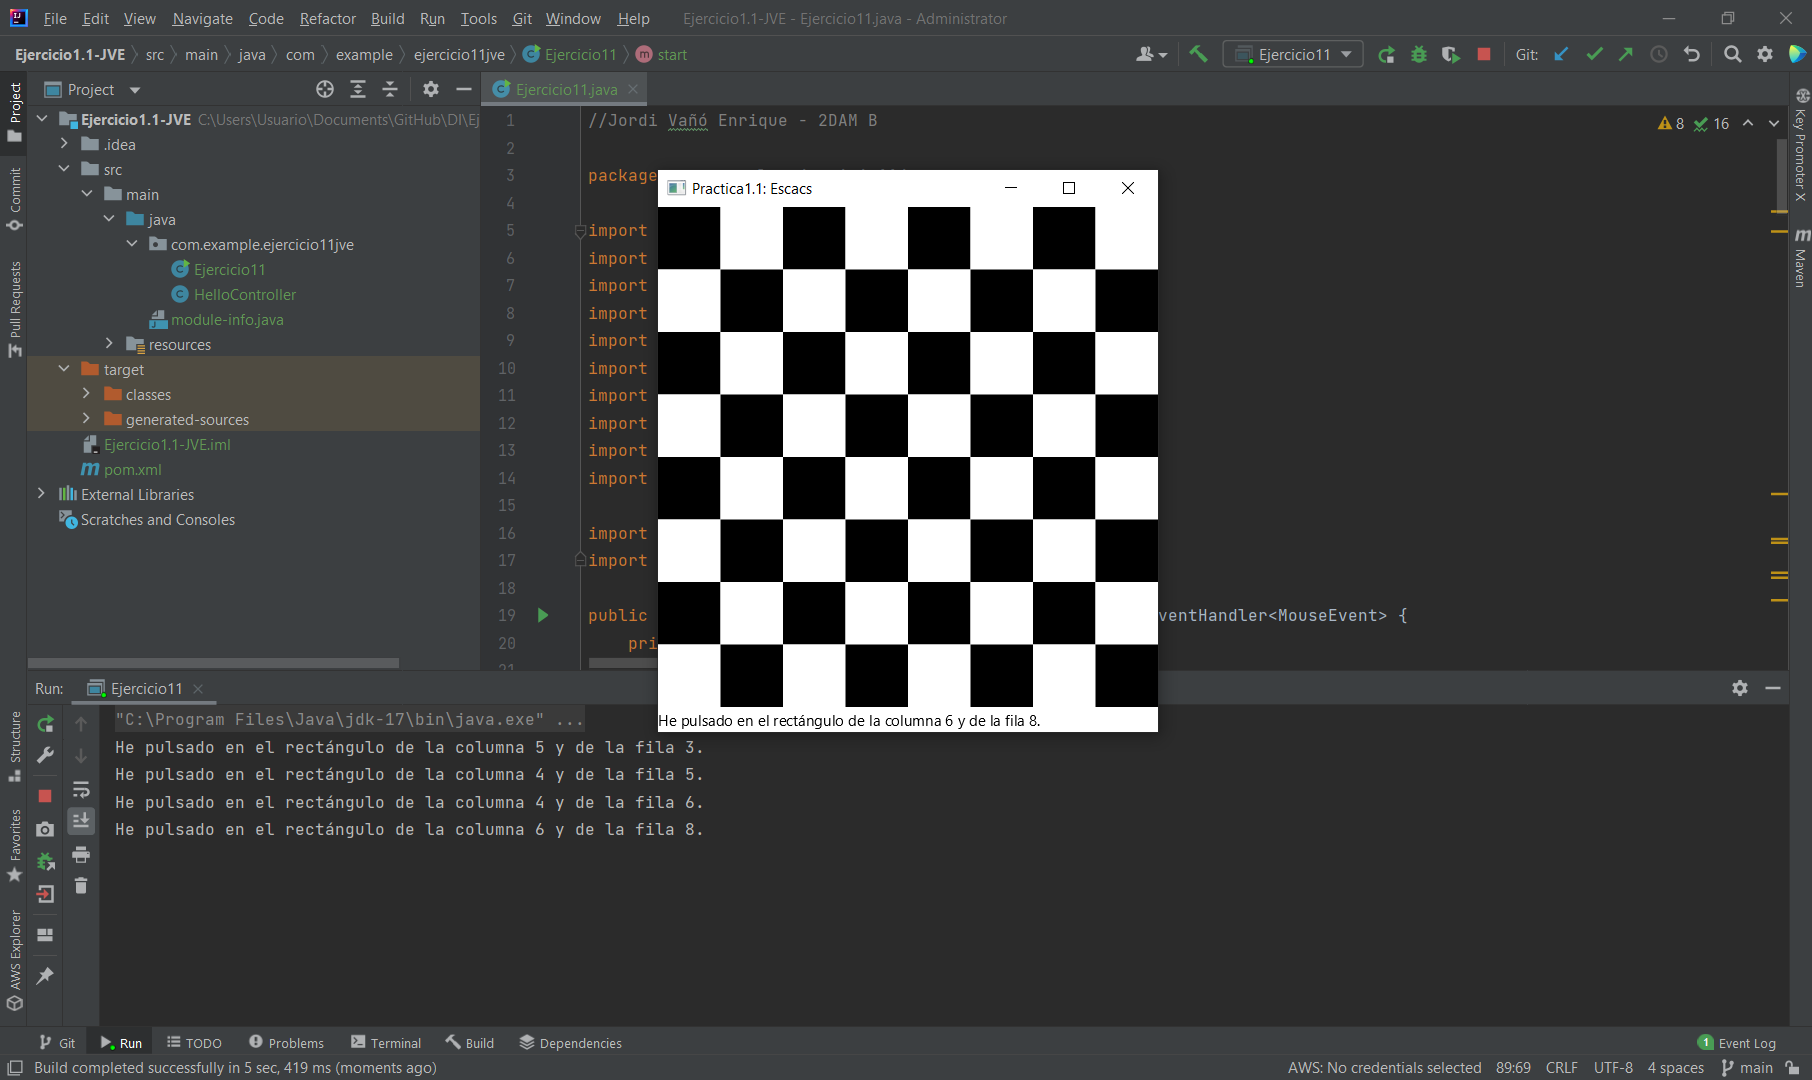 File Edit View Navigate Code Refactor Build Run Tools Git Window Help Ejercicio1.1-JVE - Ejercicio11.java - Administrator
Ejercicio1.1-JVE src main java com example ejercicio11jve Ejercicio11 start Ejercicio11 Git:
Project
Ejercicio11.java
Ejercicio1.1-JVE C:\Users\Usuario\Documents\GitHub\DI\Ej
.idea
src
main
java
com.example.ejercicio11jve
Ejercicio11
HelloController
module-info.java
resources
target
classes
generated-sources
Ejercicio1.1-JVE.iml
pom.xml
External Libraries
Scratches and Consoles
Project
Commit
Pull Requests
Structure
Favorites
AWS Explorer
Key Promoter X
Maven
8 16
1 //Jordi Vañó Enrique - 2DAM B
2
3 package
4
5 import
6 import
7 import
8 import
9 import
10 import
11 import
12 import
13 import
14 import
15
16 import
17 import
18
19 public ventHandler<MouseEvent> {
20 pri
21
Practica1.1: Escacs
He pulsado en el rectángulo de la columna 6 y de la fila 8.
Run: Ejercicio11
"C:\Program Files\Java\jdk-17\bin\java.exe" ...
He pulsado en el rectángulo de la columna 5 y de la fila 3.
He pulsado en el rectángulo de la columna 4 y de la fila 5.
He pulsado en el rectángulo de la columna 4 y de la fila 6.
He pulsado en el rectángulo de la columna 6 y de la fila 8.
Git Run TODO Problems Terminal Build Dependencies 1 Event Log
Build completed successfully in 5 sec, 419 ms (moments ago) AWS: No credentials selected 89:69 CRLF UTF-8 4 spaces main